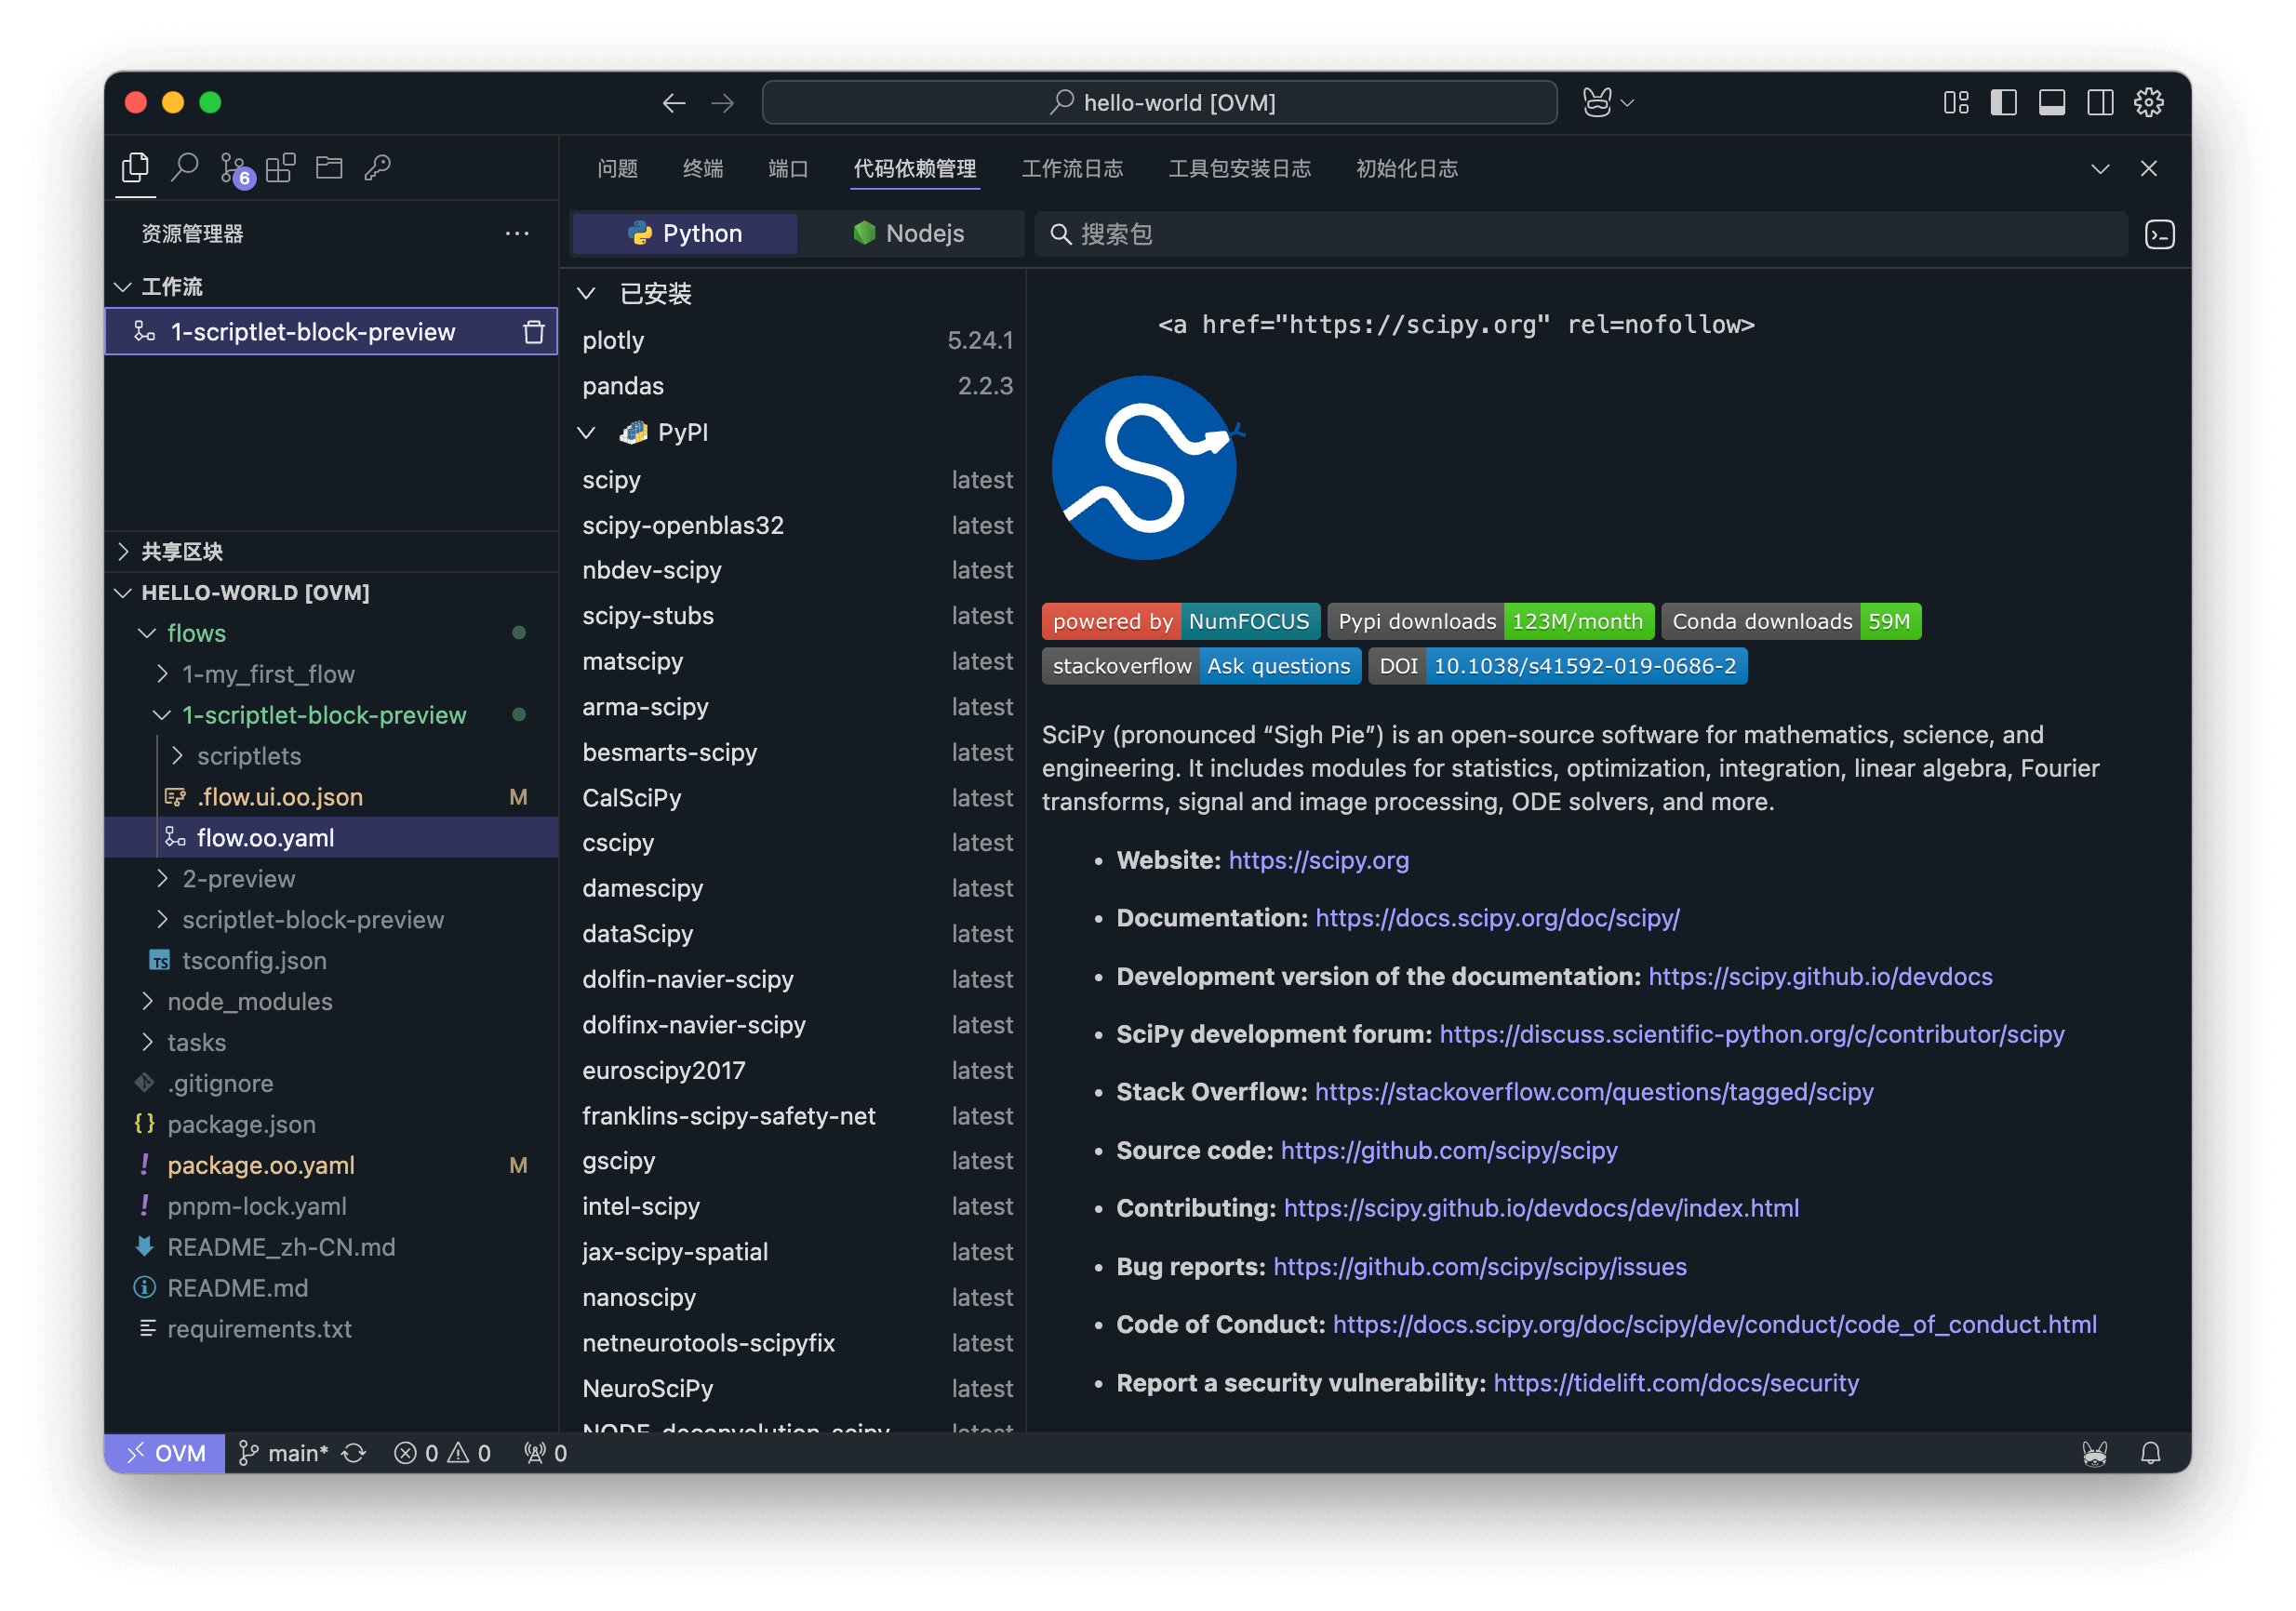 hello-world [OVM]
6
问题 终端 端口 代码依赖管理 工作流日志 工具包安装日志 初始化日志
资源管理器
工作流
1-scriptlet-block-preview
共享区块
HELLO-WORLD [OVM]
flows
1-my_first_flow
1-scriptlet-block-preview
scriptlets
.flow.ui.oo.json M
flow.oo.yaml
2-preview
scriptlet-block-preview
TS tsconfig.json
node_modules
tasks
.gitignore
{} package.json
! package.oo.yaml M
! pnpm-lock.yaml
README_zh-CN.md
README.md
requirements.txt
Python Nodejs 搜索包
已安装
plotly 5.24.1
pandas 2.2.3
PyPI
scipy latest
scipy-openblas32 latest
nbdev-scipy latest
scipy-stubs latest
matscipy latest
arma-scipy latest
besmarts-scipy latest
CalSciPy latest
cscipy latest
damescipy latest
dataScipy latest
dolfin-navier-scipy latest
dolfinx-navier-scipy latest
euroscipy2017 latest
franklins-scipy-safety-net latest
gscipy latest
intel-scipy latest
jax-scipy-spatial latest
nanoscipy latest
netneurotools-scipyfix latest
NeuroSciPy latest
NODE_deconvolution_scipy latest
<a href="https://scipy.org" rel=nofollow>
powered by NumFOCUS Pypi downloads 123M/month Conda downloads 59M
stackoverflow Ask questions DOI 10.1038/s41592-019-0686-2
SciPy (pronounced “Sigh Pie”) is an open-source software for mathematics, science, and
engineering. It includes modules for statistics, optimization, integration, linear algebra, Fourier
transforms, signal and image processing, ODE solvers, and more.
• Website: https://scipy.org
• Documentation: https://docs.scipy.org/doc/scipy/
• Development version of the documentation: https://scipy.github.io/devdocs
• SciPy development forum: https://discuss.scientific-python.org/c/contributor/scipy
• Stack Overflow: https://stackoverflow.com/questions/tagged/scipy
• Source code: https://github.com/scipy/scipy
• Contributing: https://scipy.github.io/devdocs/dev/index.html
• Bug reports: https://github.com/scipy/scipy/issues
• Code of Conduct: https://docs.scipy.org/doc/scipy/dev/conduct/code_of_conduct.html
• Report a security vulnerability: https://tidelift.com/docs/security
OVM main* 0 0 0